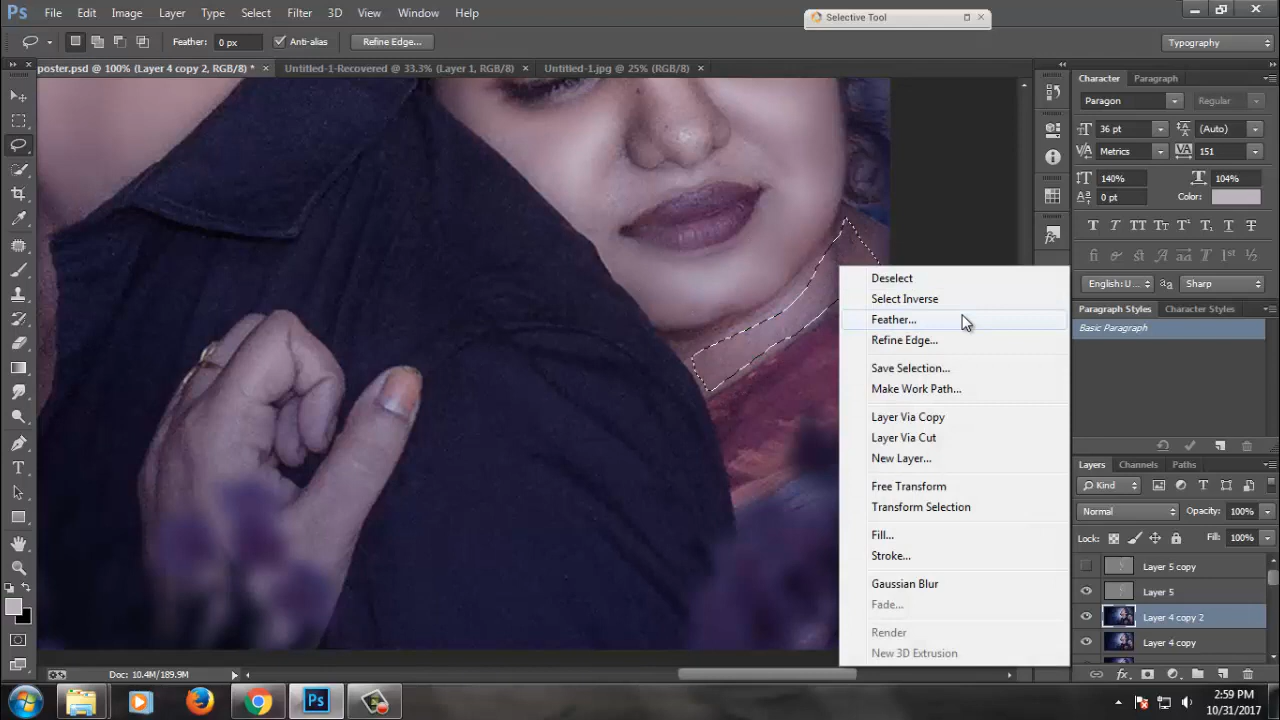 Ps File Edit Image Layer Type Select Filter 3D View Window Help
Selective Tool
Feather: 0 px Anti-alias Refine Edge... Typography
poster.psd @ 100% (Layer 4 copy 2, RGB/8) * × Untitled-1-Recovered @ 33.3% (Layer 1, RGB/8) × Untitled-1.jpg @ 25% (RGB/8) ×
Character Paragraph
Paragon Regular
36 pt (Auto)
Metrics 151
140% 104%
0 pt Color:
English: U... Sharp
Paragraph Styles Character Styles
Basic Paragraph
Deselect
Select Inverse
Feather...
Refine Edge...
Save Selection...
Make Work Path...
Layer Via Copy
Layer Via Cut
New Layer...
Free Transform
Transform Selection
Fill...
Stroke...
Gaussian Blur
Fade...
Render
New 3D Extrusion
Layers Channels Paths
Kind
Normal Opacity: 100%
Lock: Fill: 100%
Layer 5 copy
Layer 5
Layer 4 copy 2
Layer 4 copy
Doc: 10.4M/189.9M
Ps
2:59 PM
10/31/2017